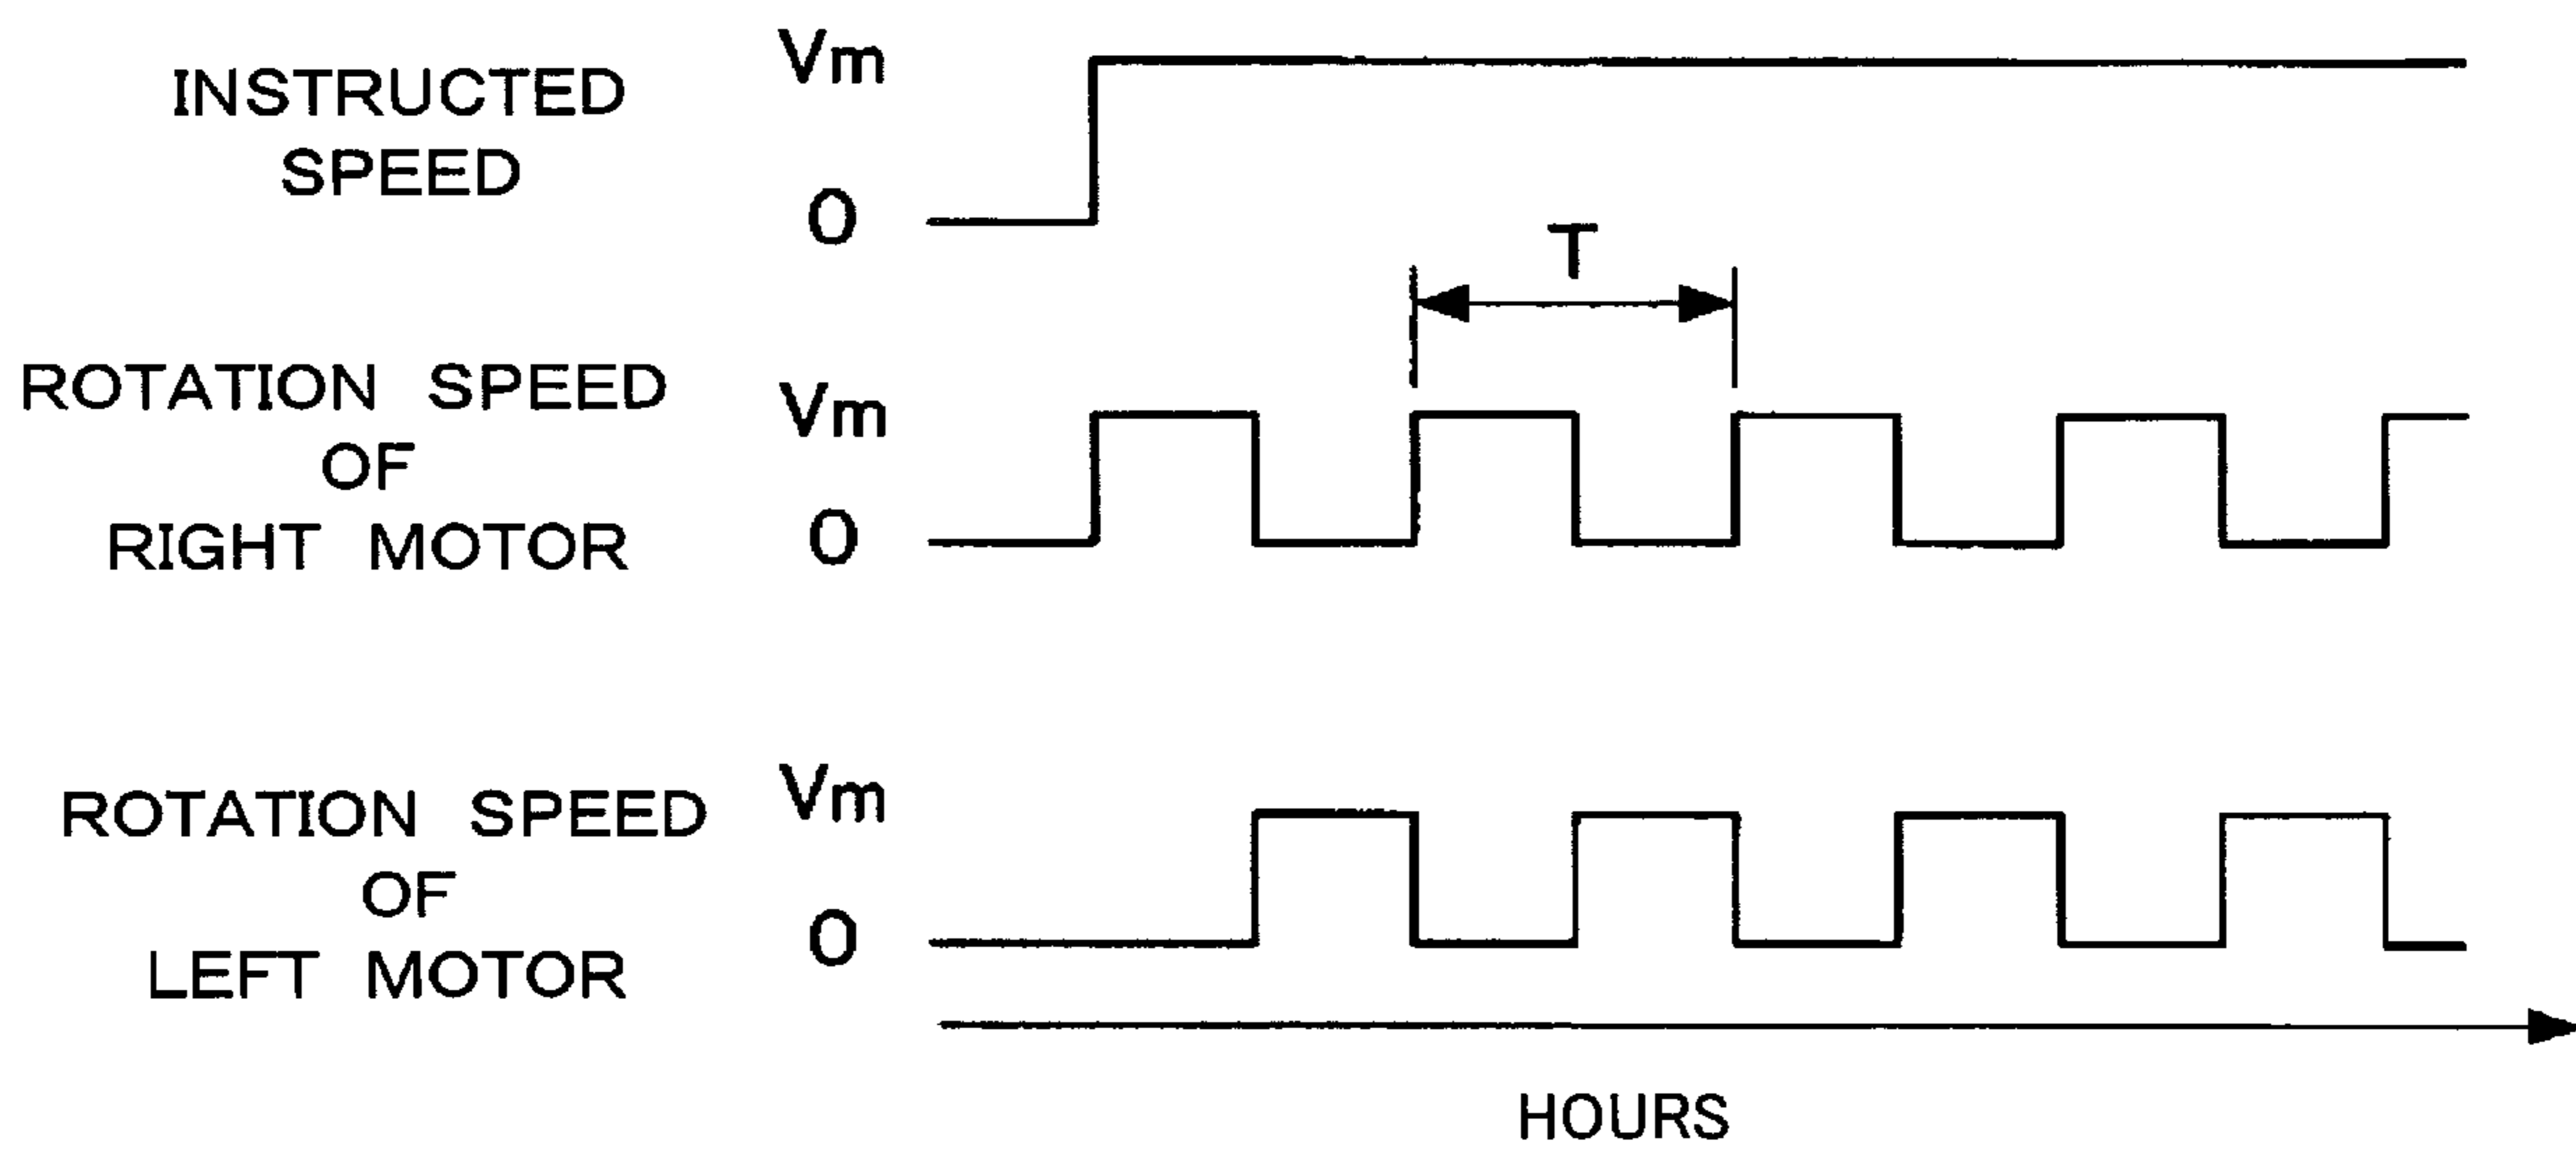 INSTRUCTED
SPEED
Vm
0
T
ROTATION SPEED
OF
RIGHT MOTOR
Vm
0
ROTATION SPEED
OF
LEFT MOTOR
Vm
0
HOURS